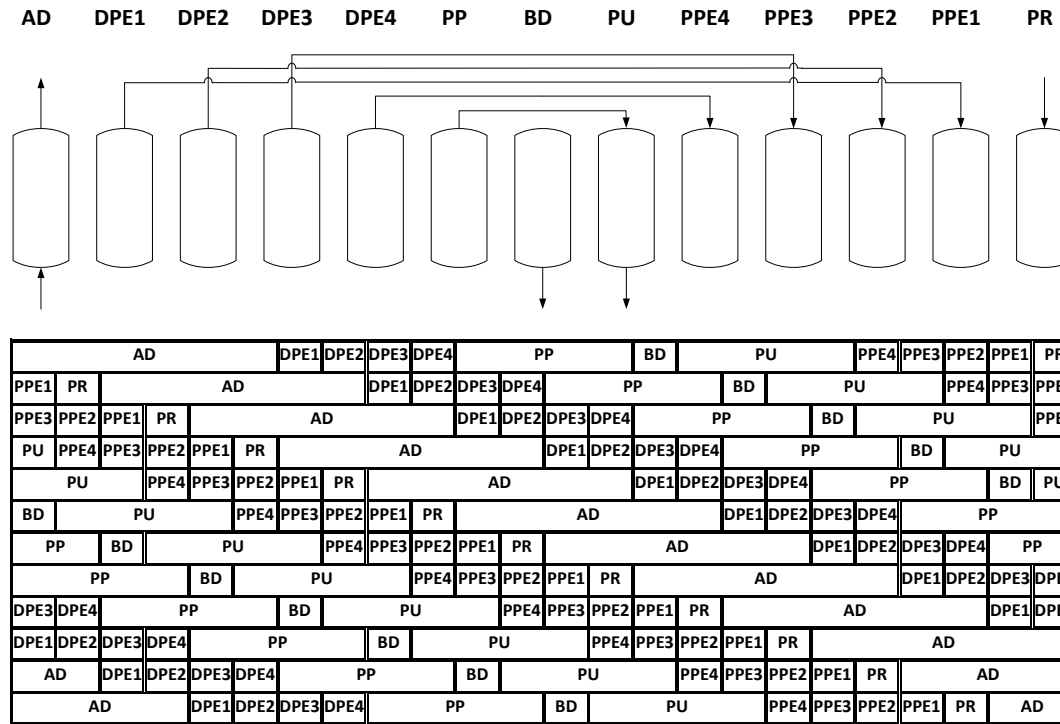 AD DPE1 DPE2 DPE3 DPE4 PP BD PU PPE4 PPE3 PPE2 PPE1 PR
AD DPE1 DPE2 DPE3 DPE4 PP BD PU PPE4 PPE3 PPE2 PPE1 PR
PPE1 PR AD DPE1 DPE2 DPE3 DPE4 PP BD PU PPE4 PPE3 PPE
PPE3 PPE2 PPE1 PR AD DPE1 DPE2 DPE3 DPE4 PP BD PU PPE
PU PPE4 PPE3 PPE2 PPE1 PR AD DPE1 DPE2 DPE3 DPE4 PP BD PU
PU PPE4 PPE3 PPE2 PPE1 PR AD DPE1 DPE2 DPE3 DPE4 PP BD PU
BD PU PPE4 PPE3 PPE2 PPE1 PR AD DPE1 DPE2 DPE3 DPE4 PP
PP BD PU PPE4 PPE3 PPE2 PPE1 PR AD DPE1 DPE2 DPE3 DPE4 PP
PP BD PU PPE4 PPE3 PPE2 PPE1 PR AD DPE1 DPE2 DPE3 DPE
DPE3 DPE4 PP BD PU PPE4 PPE3 PPE2 PPE1 PR AD DPE1 DPE
DPE1 DPE2 DPE3 DPE4 PP BD PU PPE4 PPE3 PPE2 PPE1 PR AD
AD DPE1 DPE2 DPE3 DPE4 PP BD PU PPE4 PPE3 PPE2 PPE1 PR AD
AD DPE1 DPE2 DPE3 DPE4 PP BD PU PPE4 PPE3 PPE2 PPE1 PR AD